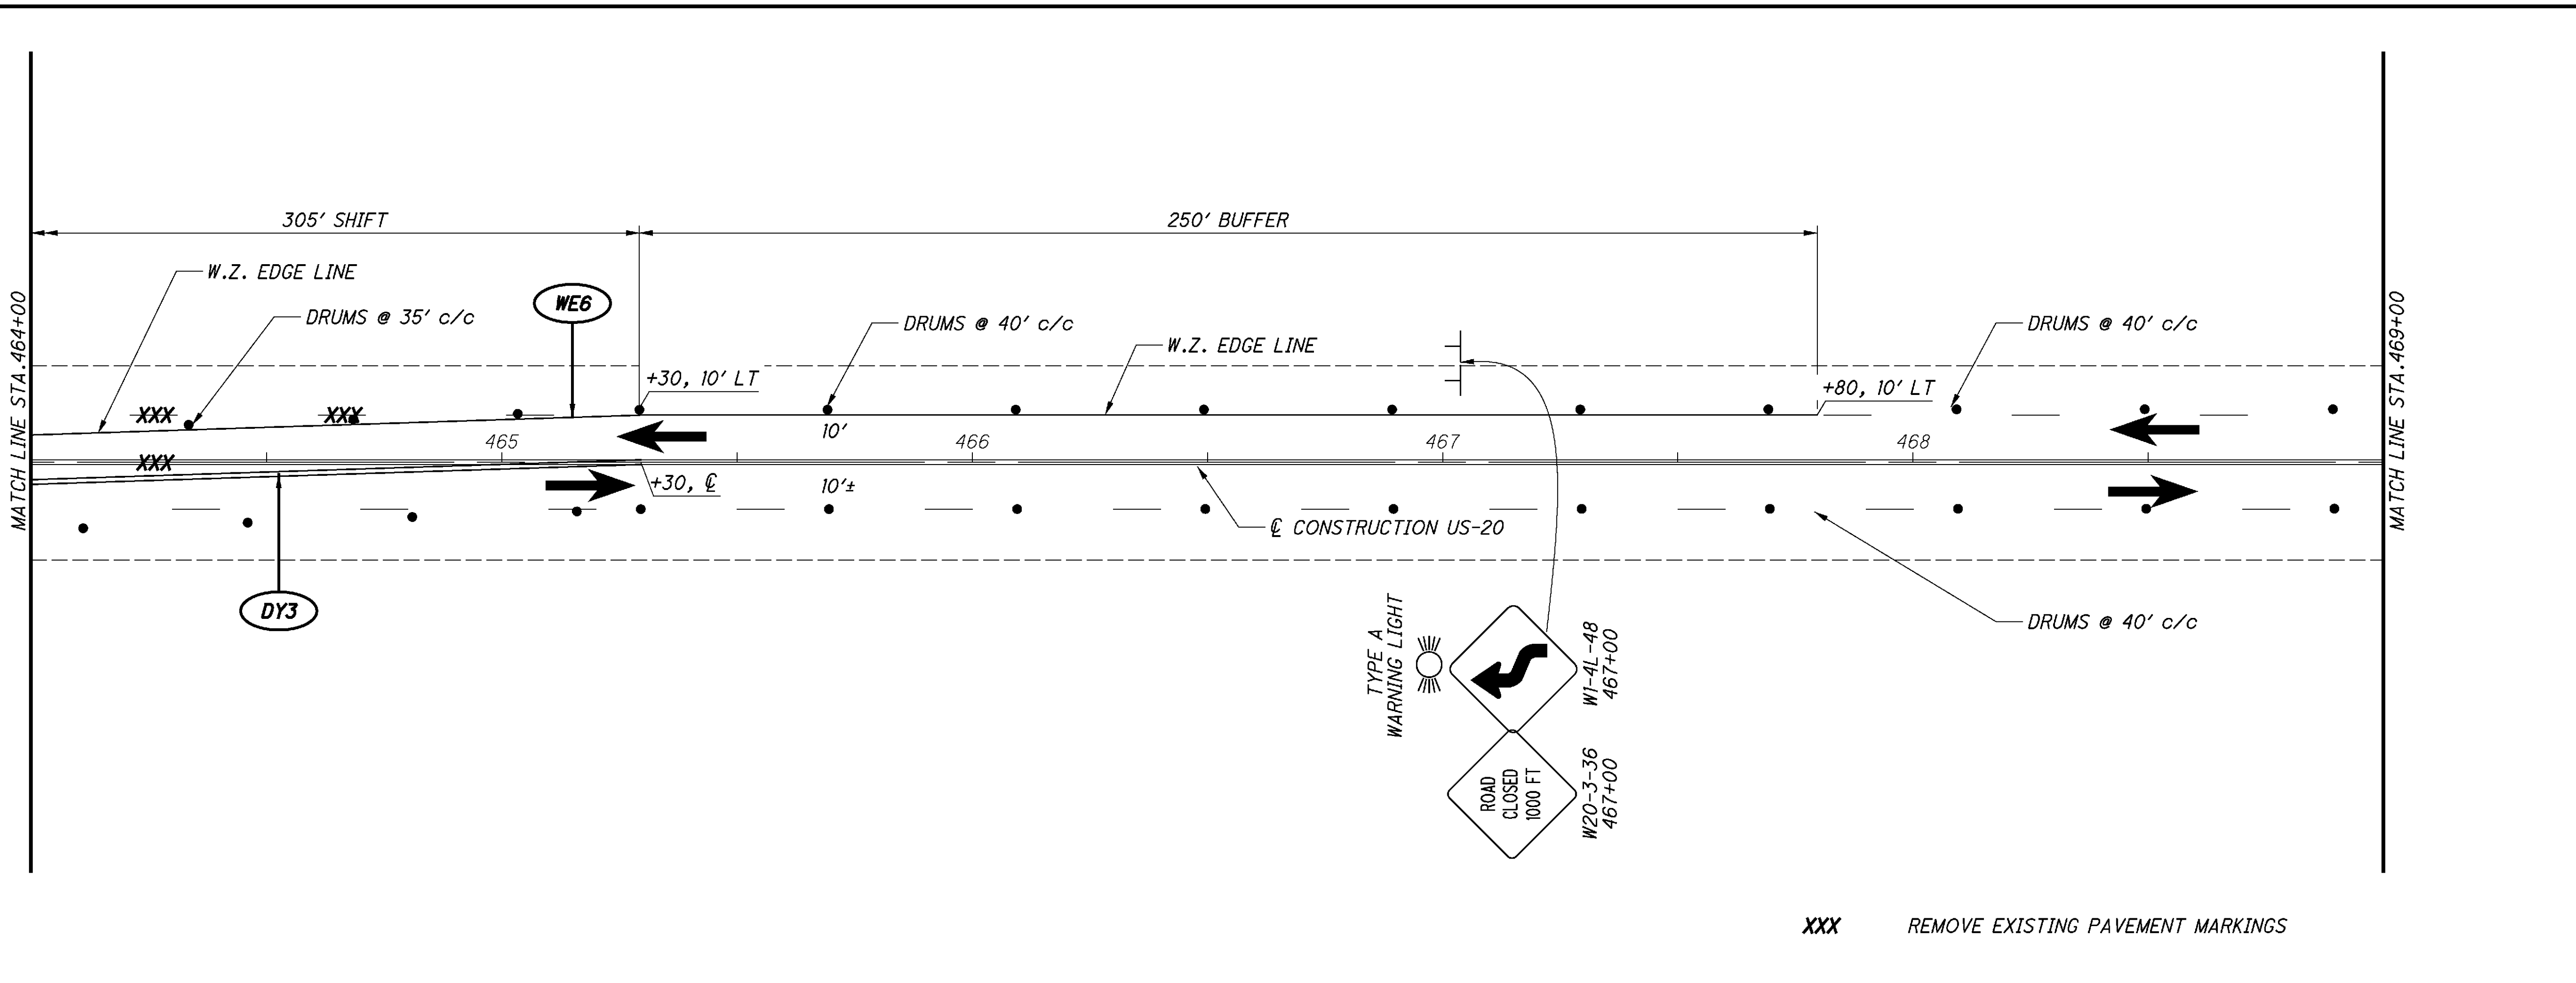 305' SHIFT
250' BUFFER
W.Z. EDGE LINE
DRUMS @ 35' c/c
WE6
DRUMS @ 40' c/c
W.Z. EDGE LINE
DRUMS @ 40' c/c
MATCH LINE STA.464+00
MATCH LINE STA.469+00
+30, 10' LT
+80, 10' LT
XXX
XXX
10'
465
466
467
468
XXX
+30, ℄
10'±
℄ CONSTRUCTION US-20
DY3
DRUMS @ 40' c/c
TYPE A
WARNING LIGHT
W1-4L-48
467+00
ROAD
CLOSED
1000 FT
W20-3-36
467+00
XXX
REMOVE EXISTING PAVEMENT MARKINGS